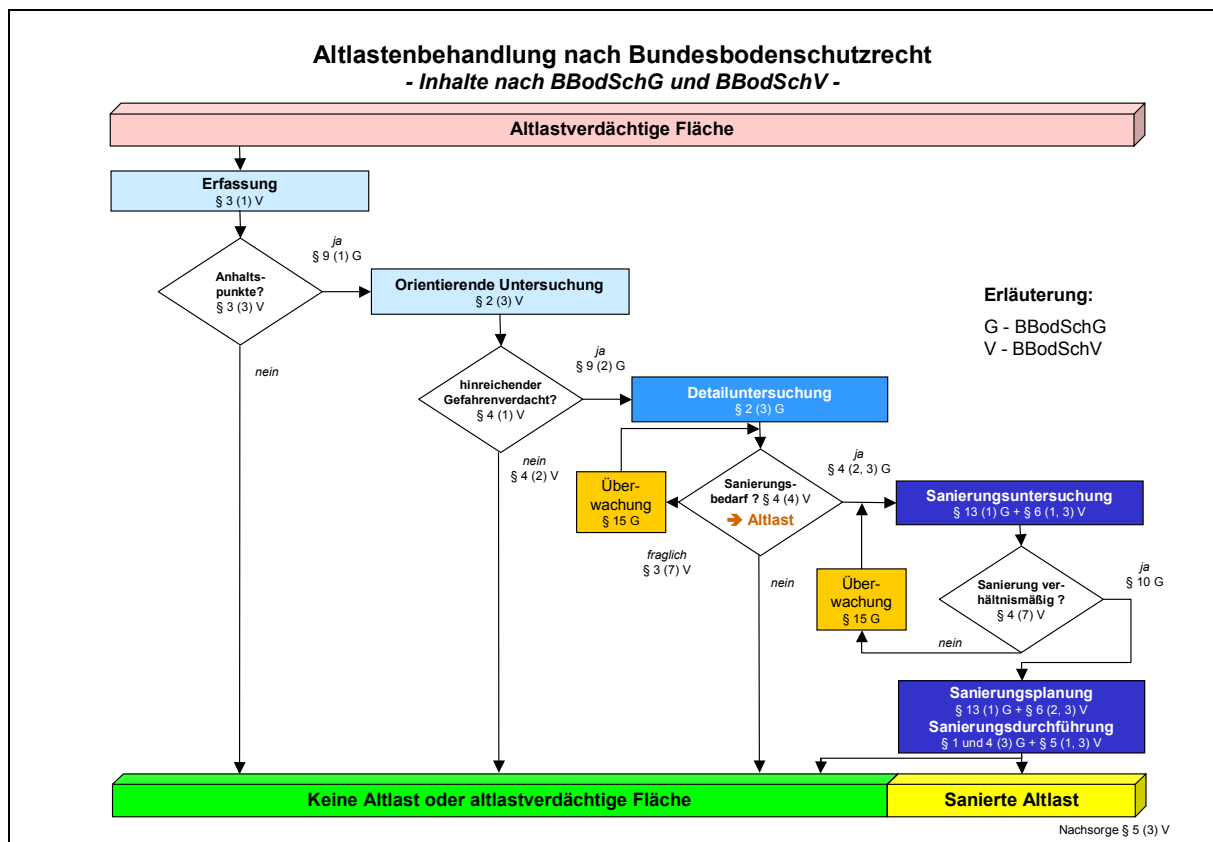 Altlastenbehandlung nach Bundesbodenschutzrecht
- Inhalte nach BBodSchG und BBodSchV -
Altlastverdächtige Fläche
Erfassung
§ 3 (1) V
Anhalts-
punkte?
§ 3 (3) V
ja
§ 9 (1) G
nein
Orientierende Untersuchung
§ 2 (3) V
Erläuterung:
G - BBodSchG
V - BBodSchV
hinreichender
Gefahrenverdacht?
§ 4 (1) V
ja
§ 9 (2) G
nein
§ 4 (2) V
Detailuntersuchung
§ 2 (3) G
Über-
wachung
§ 15 G
Sanierungs-
bedarf ? § 4 (4) V
➔ Altlast
ja
§ 4 (2, 3) G
fraglich
§ 3 (7) V
nein
Sanierungsuntersuchung
§ 13 (1) G + § 6 (1, 3) V
Über-
wachung
§ 15 G
Sanierung ver-
hältnismäßig ?
§ 4 (7) V
ja
§ 10 G
nein
Sanierungsplanung
§ 13 (1) G + § 6 (2, 3) V
Sanierungsdurchführung
§ 1 und 4 (3) G + § 5 (1, 3) V
Keine Altlast oder altlastverdächtige Fläche
Sanierte Altlast
Nachsorge § 5 (3) V